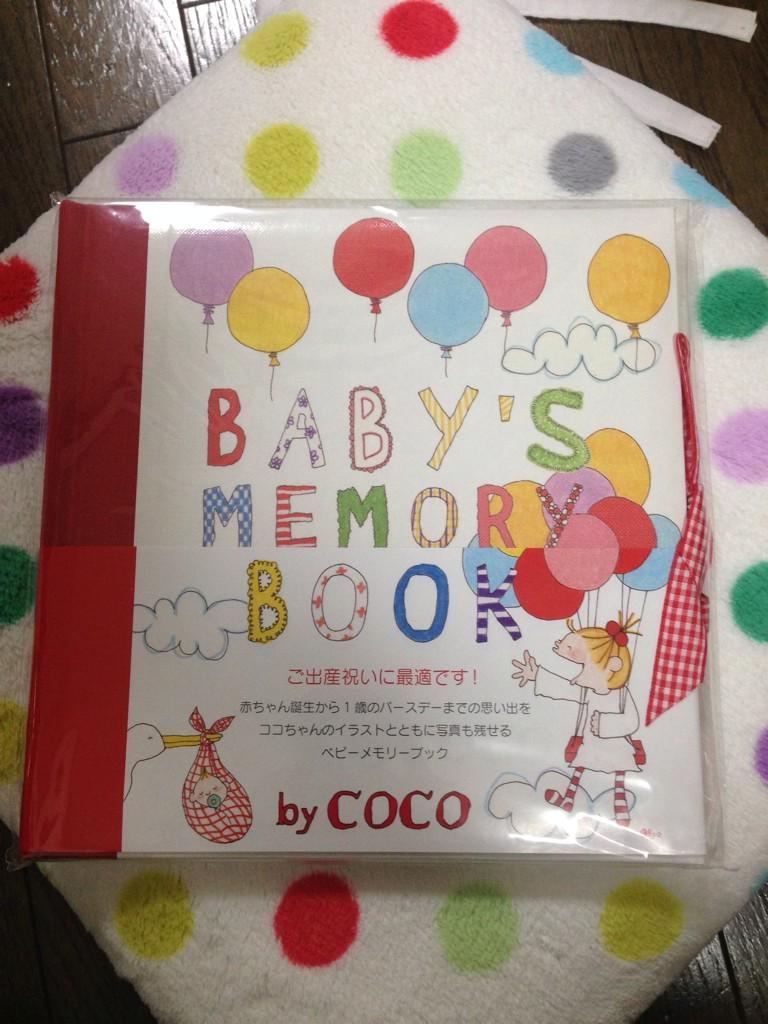 BABY'S
MEMORY
BOOK
ご出産祝いに最適です!
赤ちゃん誕生から1歳のバースデーまでの思い出を
ココちゃんのイラストとともに写真も残せる
ベビーメモリーブック
by COCO